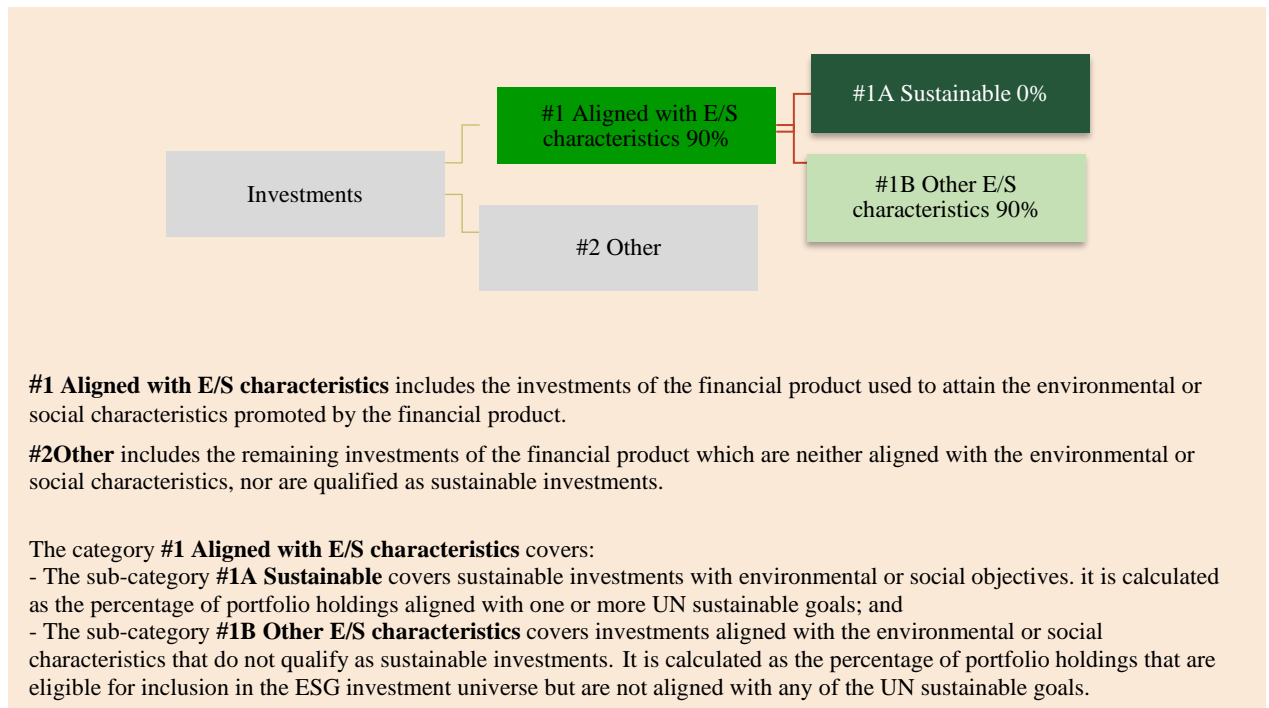 #1A Sustainable 0%
#1 Aligned with E/S
characteristics 90%
Investments
#1B Other E/S
characteristics 90%
#2 Other
#1 Aligned with E/S characteristics includes the investments of the financial product used to attain the environmental or
social characteristics promoted by the financial product.
#2Other includes the remaining investments of the financial product which are neither aligned with the environmental or
social characteristics, nor are qualified as sustainable investments.
The category #1 Aligned with E/S characteristics covers:
- The sub-category #1A Sustainable covers sustainable investments with environmental or social objectives. it is calculated
as the percentage of portfolio holdings aligned with one or more UN sustainable goals; and
- The sub-category #1B Other E/S characteristics covers investments aligned with the environmental or social
characteristics that do not qualify as sustainable investments. It is calculated as the percentage of portfolio holdings that are
eligible for inclusion in the ESG investment universe but are not aligned with any of the UN sustainable goals.